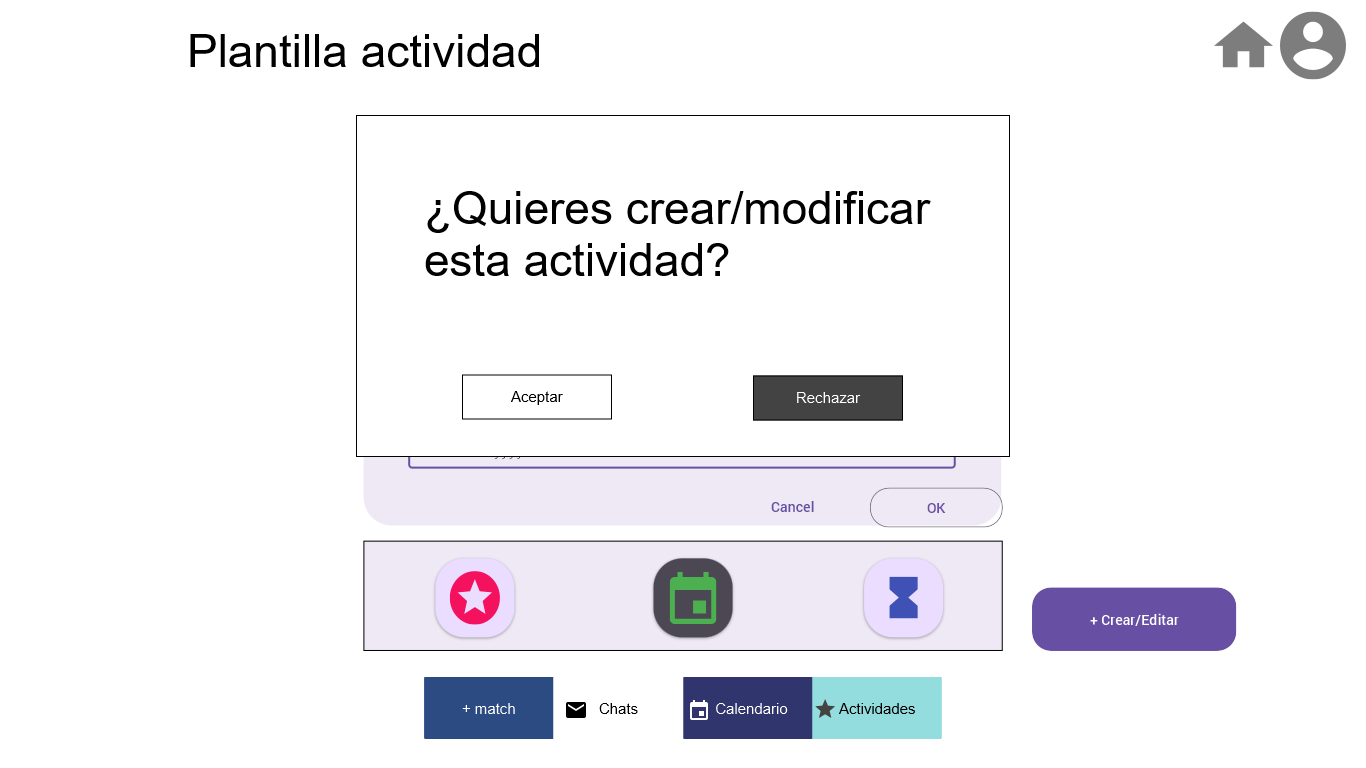 Plantilla actividad
¿Quieres crear/modificar
esta actividad?
Aceptar
Rechazar
Cancel
OK
+ Crear/Editar
+ match
Chats
Calendario
Actividades